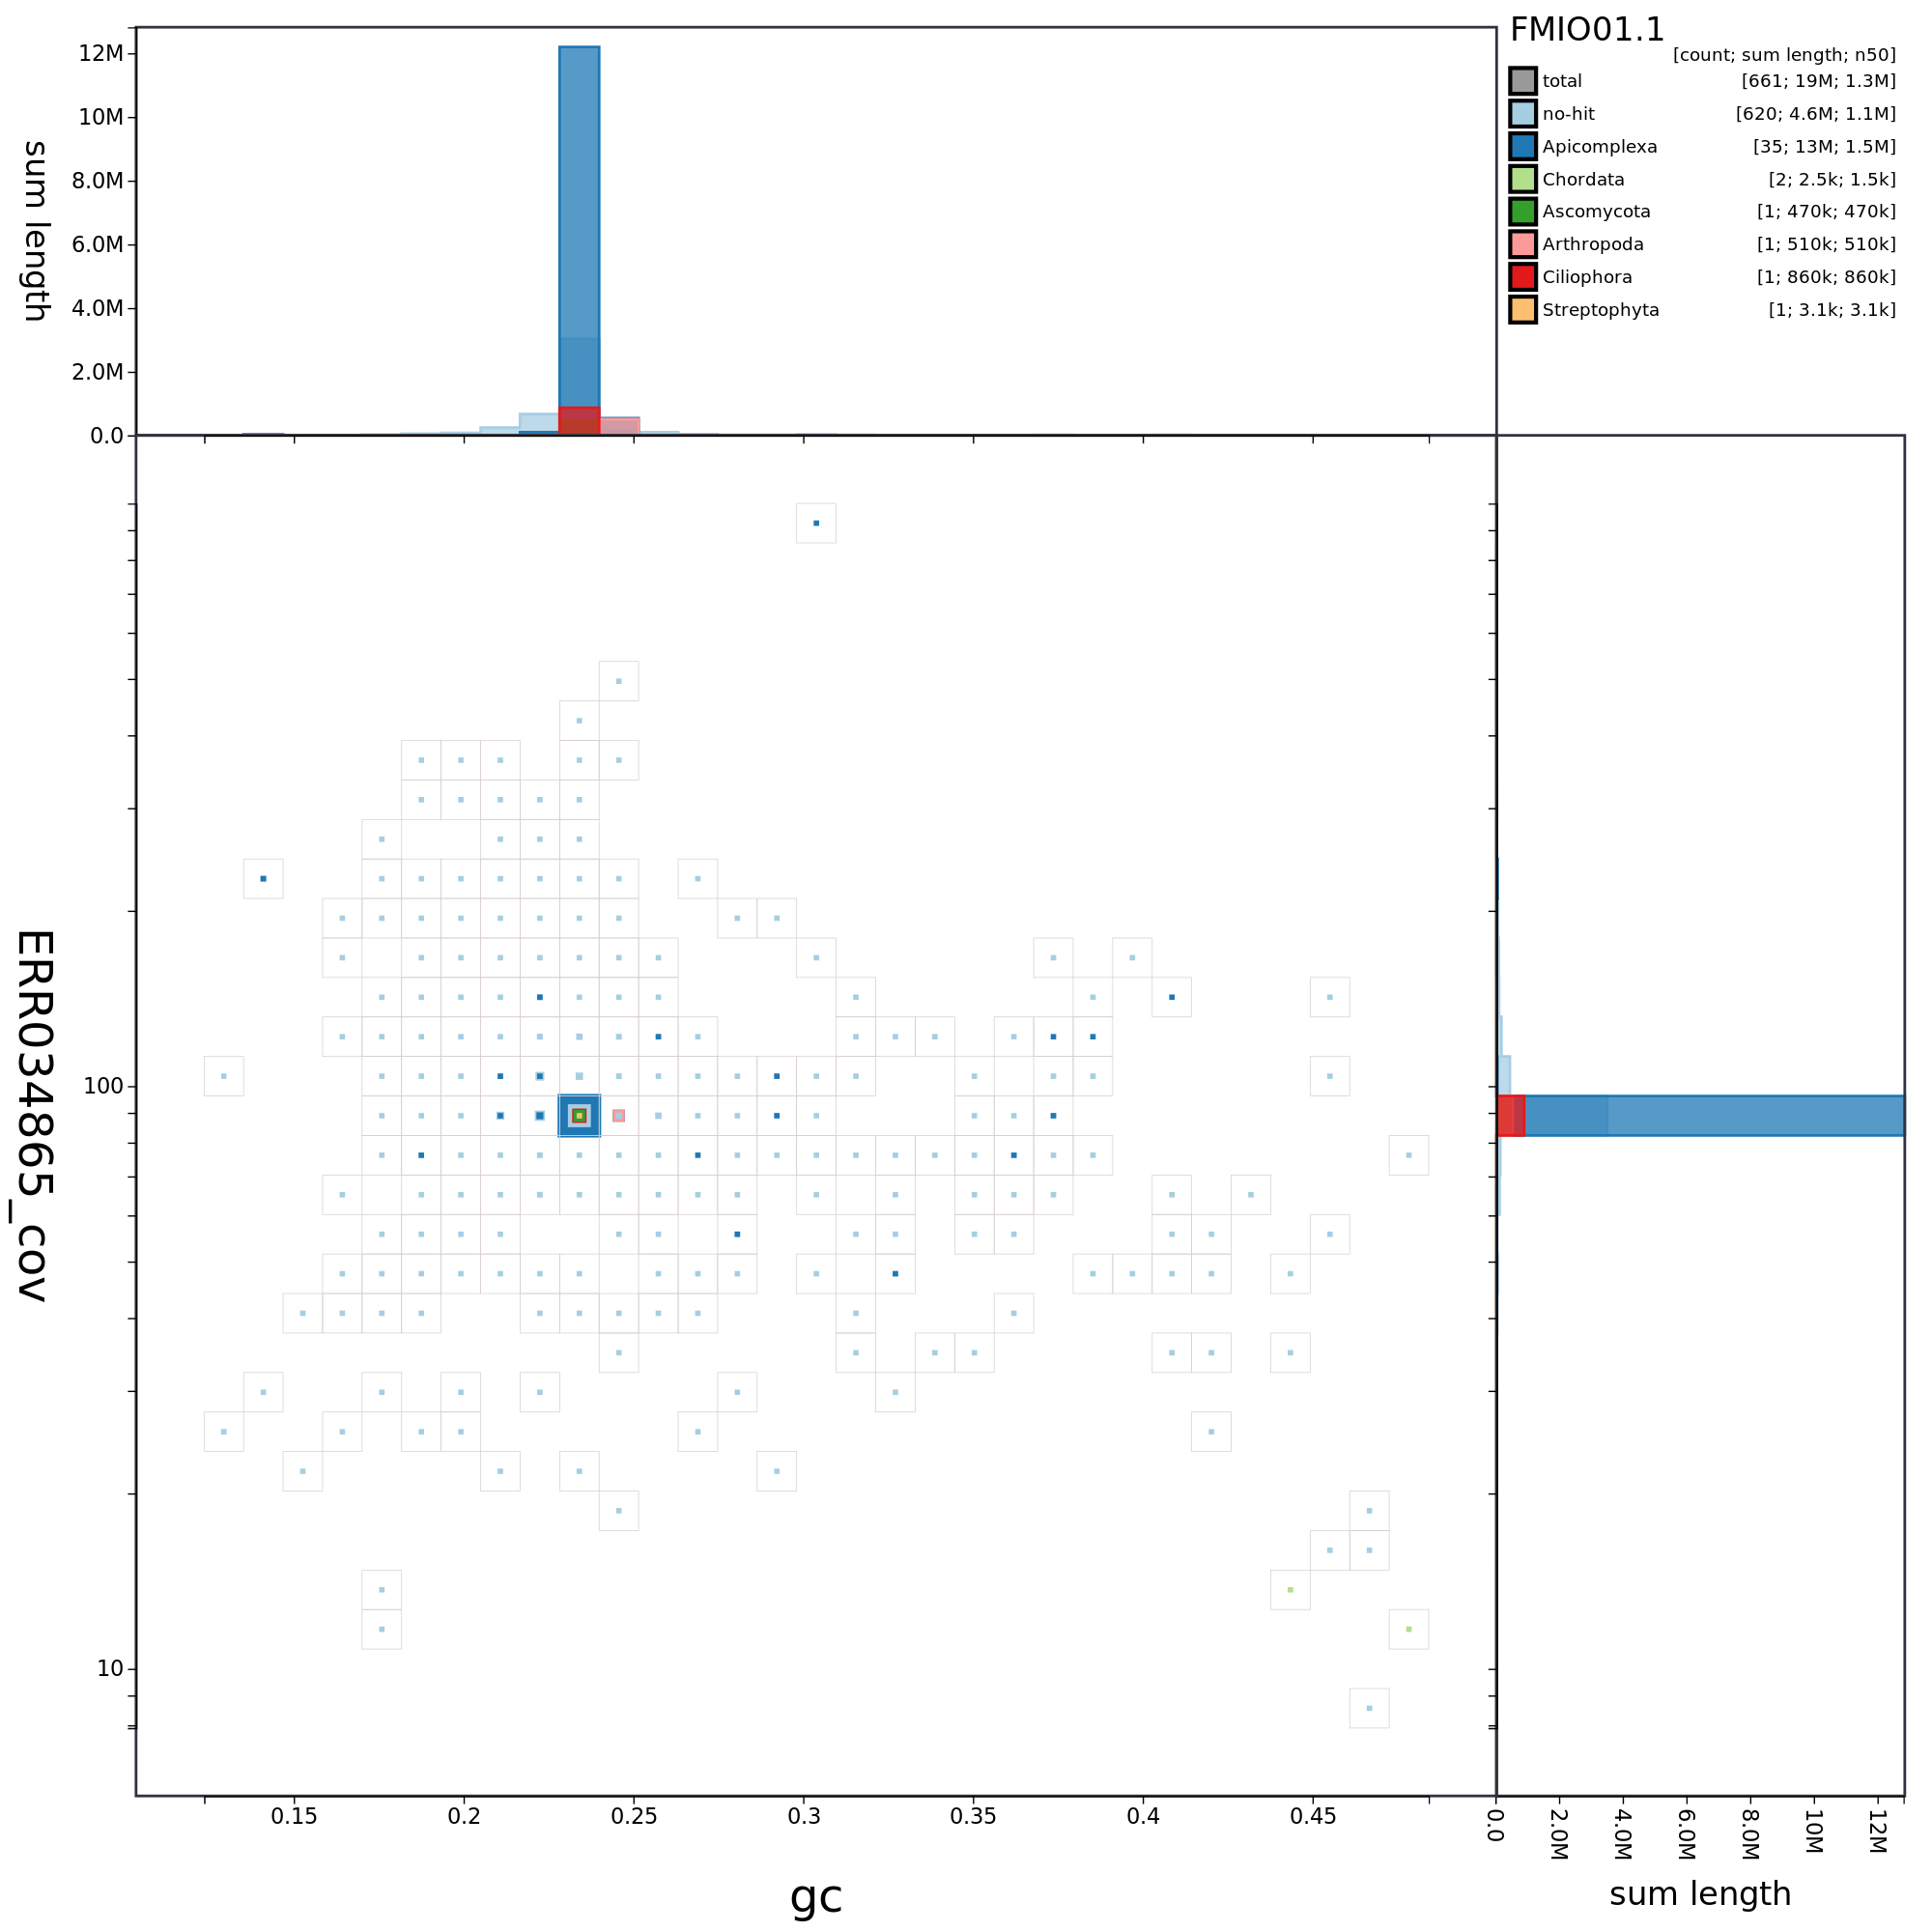 FMIO01.1
[count; sum length; n50]
total [661; 19M; 1.3M]
no-hit [620; 4.6M; 1.1M]
Apicomplexa [35; 13M; 1.5M]
Chordata [2; 2.5k; 1.5k]
Ascomycota [1; 470k; 470k]
Arthropoda [1; 510k; 510k]
Ciliophora [1; 860k; 860k]
Streptophyta [1; 3.1k; 3.1k]
sum length
12M
10M
8.0M
6.0M
4.0M
2.0M
0.0
ERR034865_cov
100
10
0.15 0.2 0.25 0.3 0.35 0.4 0.45
gc
0.0 2.0M 4.0M 6.0M 8.0M 10M 12M
sum length